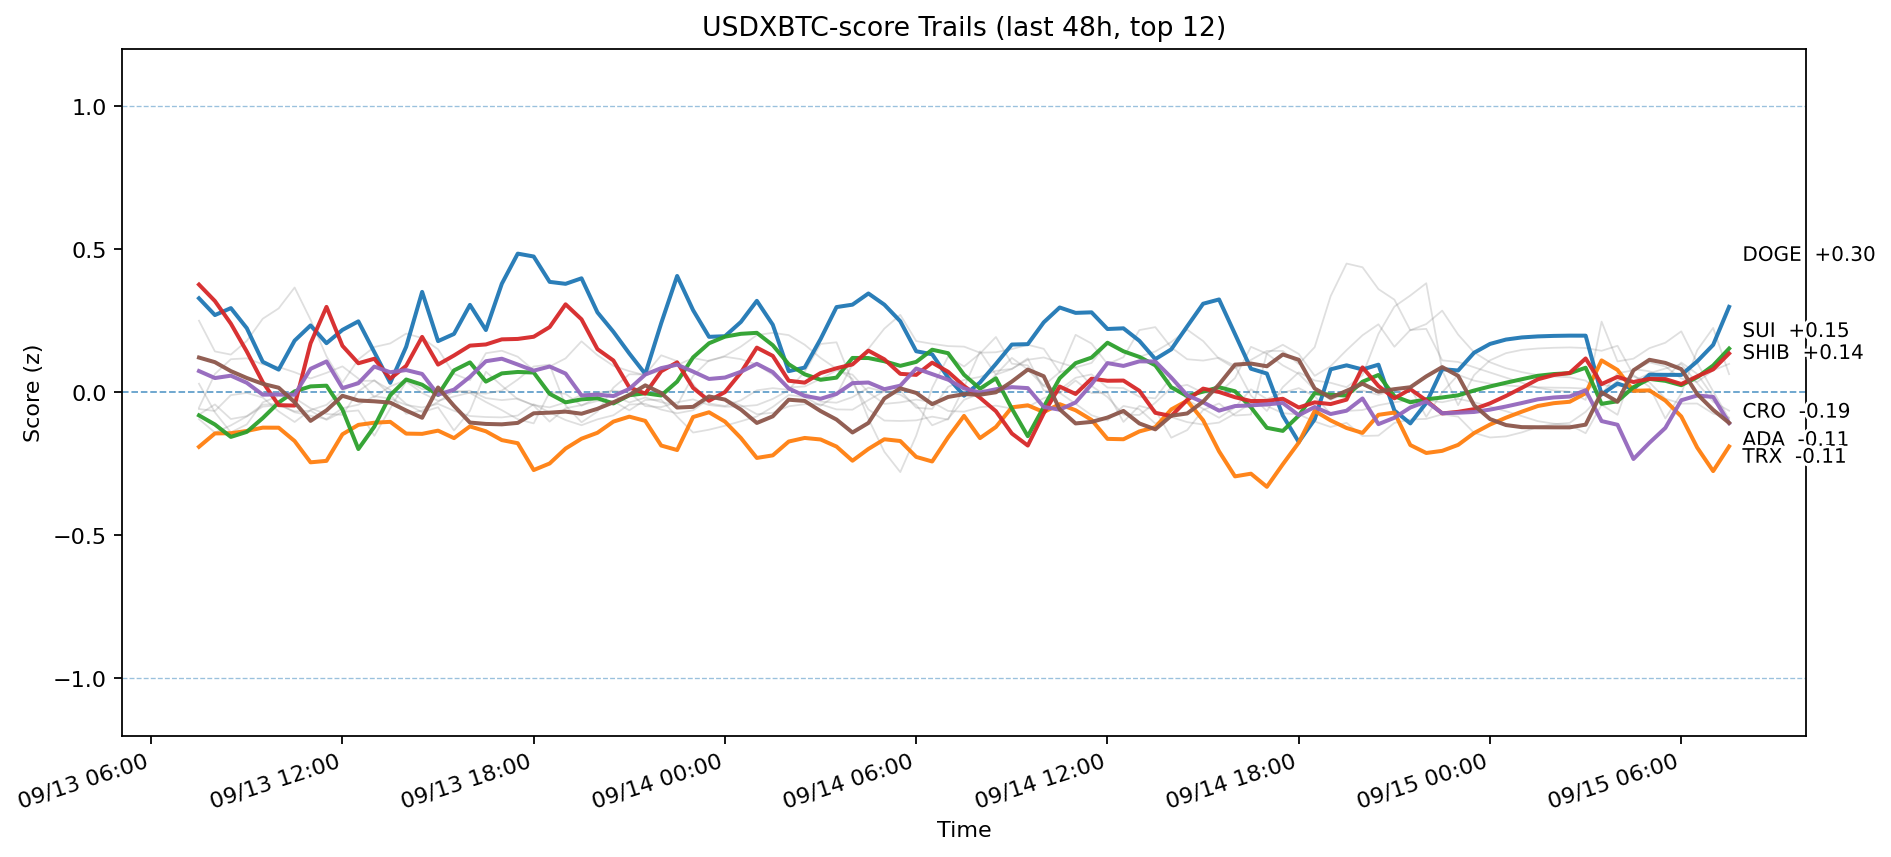 USDXBTC-score Trails (last 48h, top 12)
Score (z)
1.0
0.5
0.0
−0.5
−1.0
DOGE +0.30
SUI +0.15
SHIB +0.14
CRO -0.19
ADA -0.11
TRX -0.11
09/13 06:00
09/13 12:00
09/13 18:00
09/14 00:00
09/14 06:00
09/14 12:00
09/14 18:00
09/15 00:00
09/15 06:00
Time